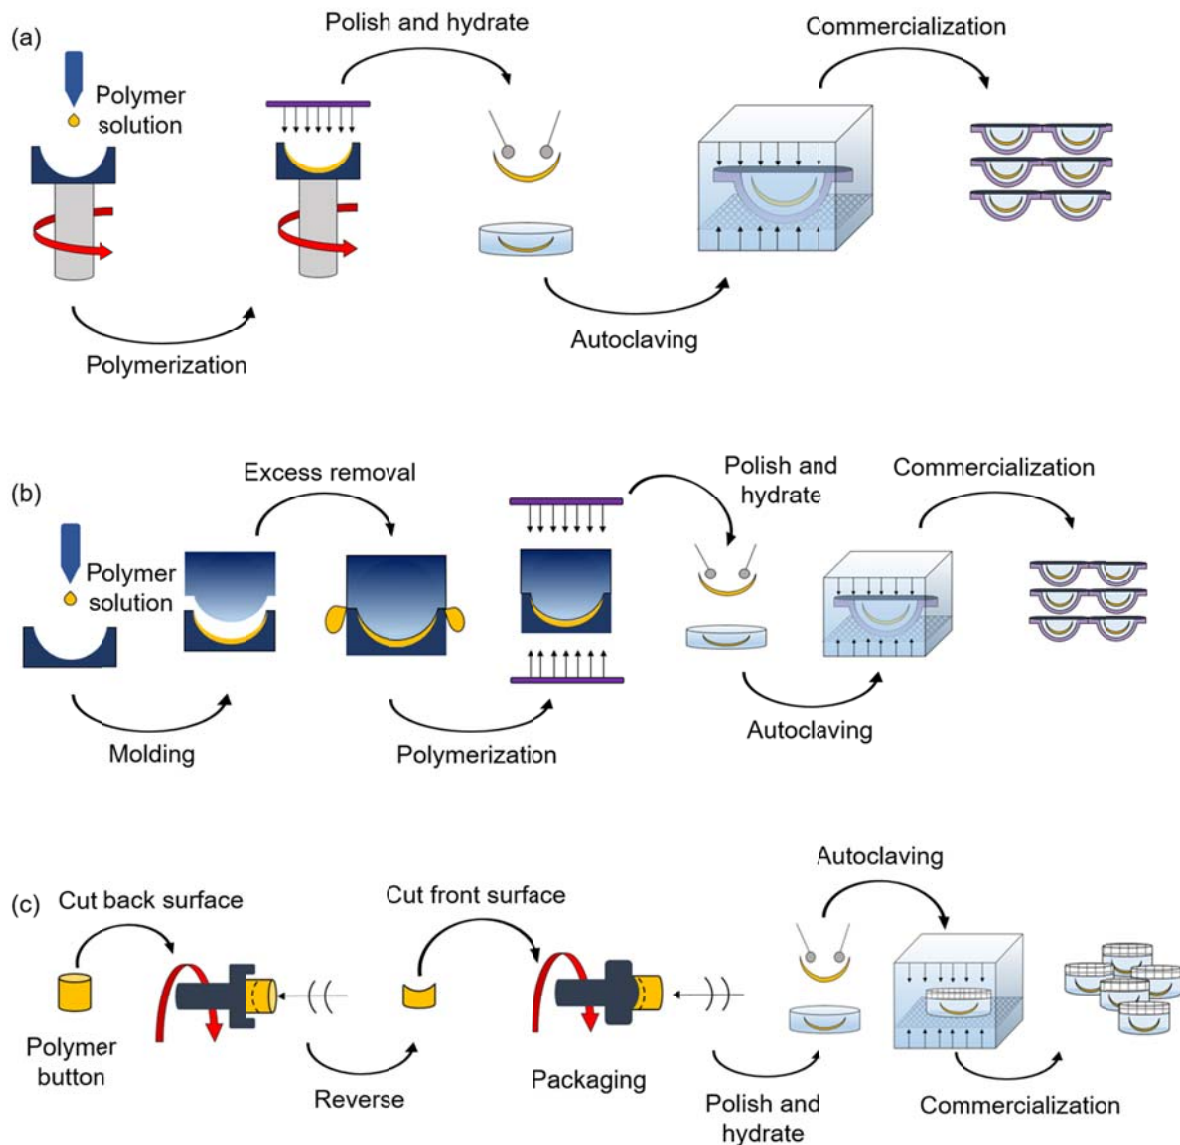 (a)
Polish and hydrate
Commercialization
Polymer
solution
Polymerization
Autoclaving
(b)
Excess removal
Polish and
hydrate
Commercialization
Polymer
solution
Molding
Polymerization
Autoclaving
(c)
Cut back surface
Cut front surface
Autoclaving
Polymer
button
Reverse
Packaging
Polish and
hydrate
Commercialization